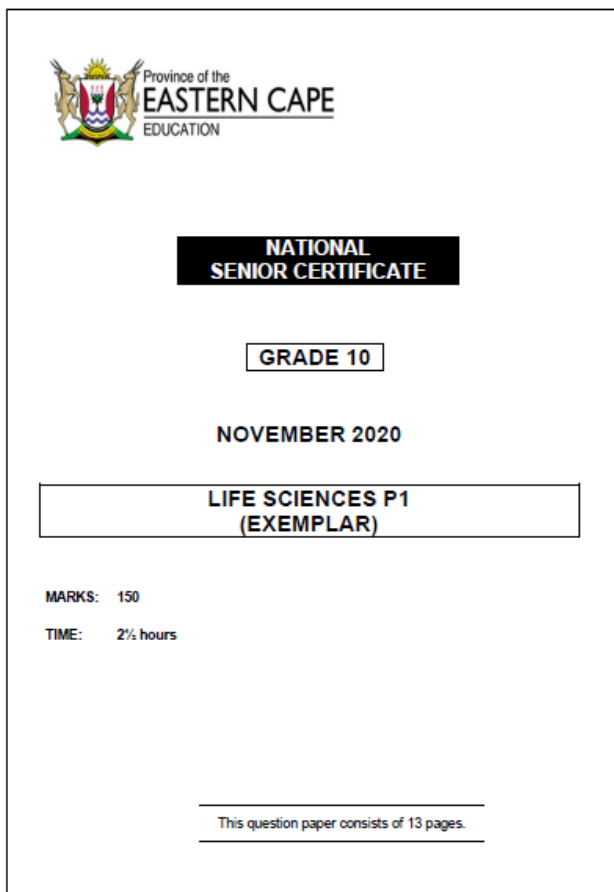 Province of the
EASTERN CAPE
EDUCATION
NATIONAL
SENIOR CERTIFICATE
GRADE 10
NOVEMBER 2020
LIFE SCIENCES P1
(EXEMPLAR)
MARKS: 150
TIME: 2½ hours
This question paper consists of 13 pages.